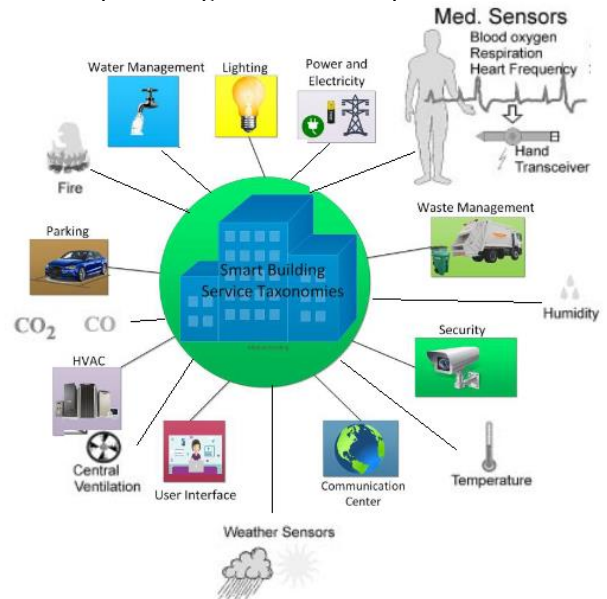 Med. Sensors
Blood oxygen
Respiration
Heart Frequency
Hand
Transceiver
Water Management
Lighting
Power and
Electricity
Fire
Waste Management
Parking
Smart Building
Service Taxonomies
CO2 CO
Humidity
Security
HVAC
Central
Ventilation
User Interface
Communication
Center
Temperature
Weather Sensors